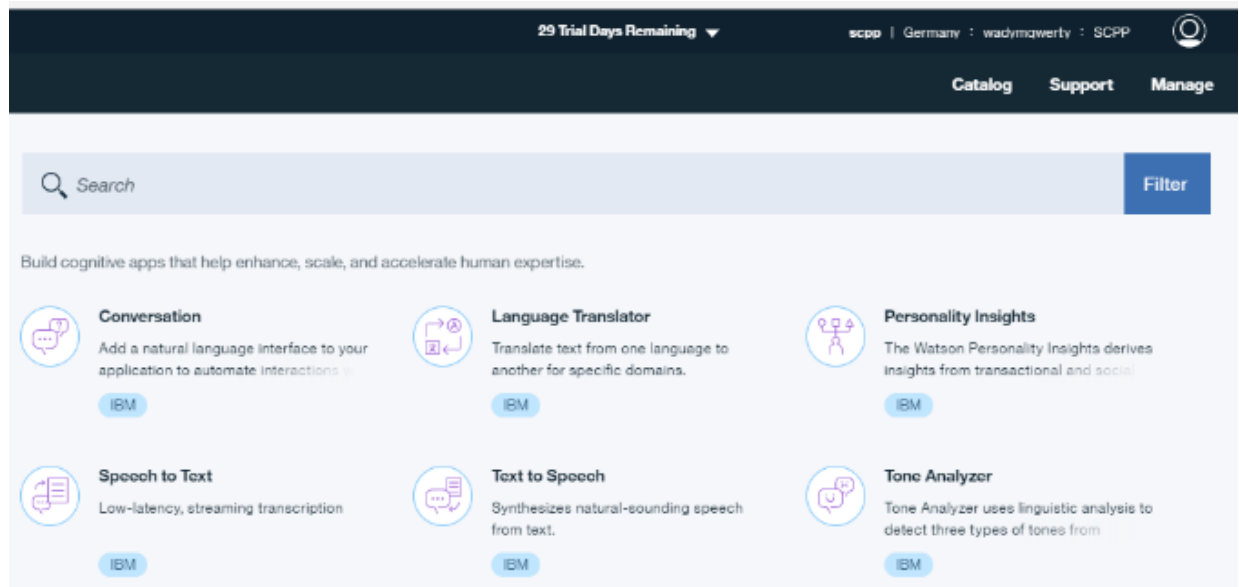 29 Trial Days Remaining
scpp | Germany : wadymqwerty : SCPP
Catalog Support Manage
Search
Filter
Build cognitive apps that help enhance, scale, and accelerate human expertise.
Conversation
Add a natural language interface to your
application to automate interactions
IBM
Language Translator
Translate text from one language to
another for specific domains.
IBM
Personality Insights
The Watson Personality Insights derives
insights from transactional and social
IBM
Speech to Text
Low-latency, streaming transcription
IBM
Text to Speech
Synthesizes natural-sounding speech
from text.
IBM
Tone Analyzer
Tone Analyzer uses linguistic analysis to
detect three types of tones from
IBM